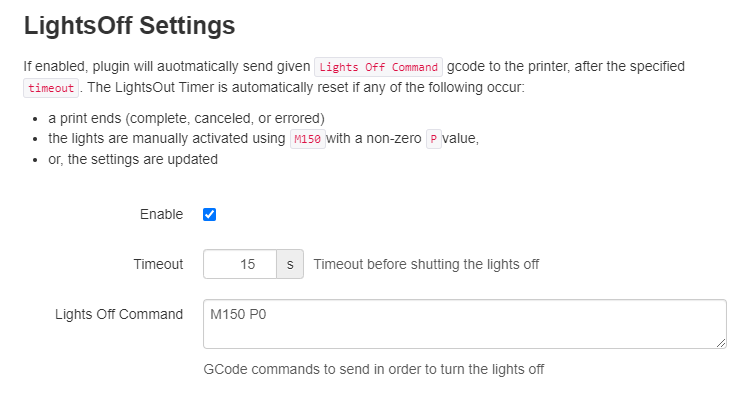 LightsOff Settings
If enabled, plugin will auotmatically send given Lights Off Command gcode to the printer, after the specified
timeout. The LightsOut Timer is automatically reset if any of the following occur:
• a print ends (complete, canceled, or errored)
• the lights are manually activated using M150 with a non-zero P value,
• or, the settings are updated
Enable
Timeout 15 s Timeout before shutting the lights off
Lights Off Command M150 P0
GCode commands to send in order to turn the lights off